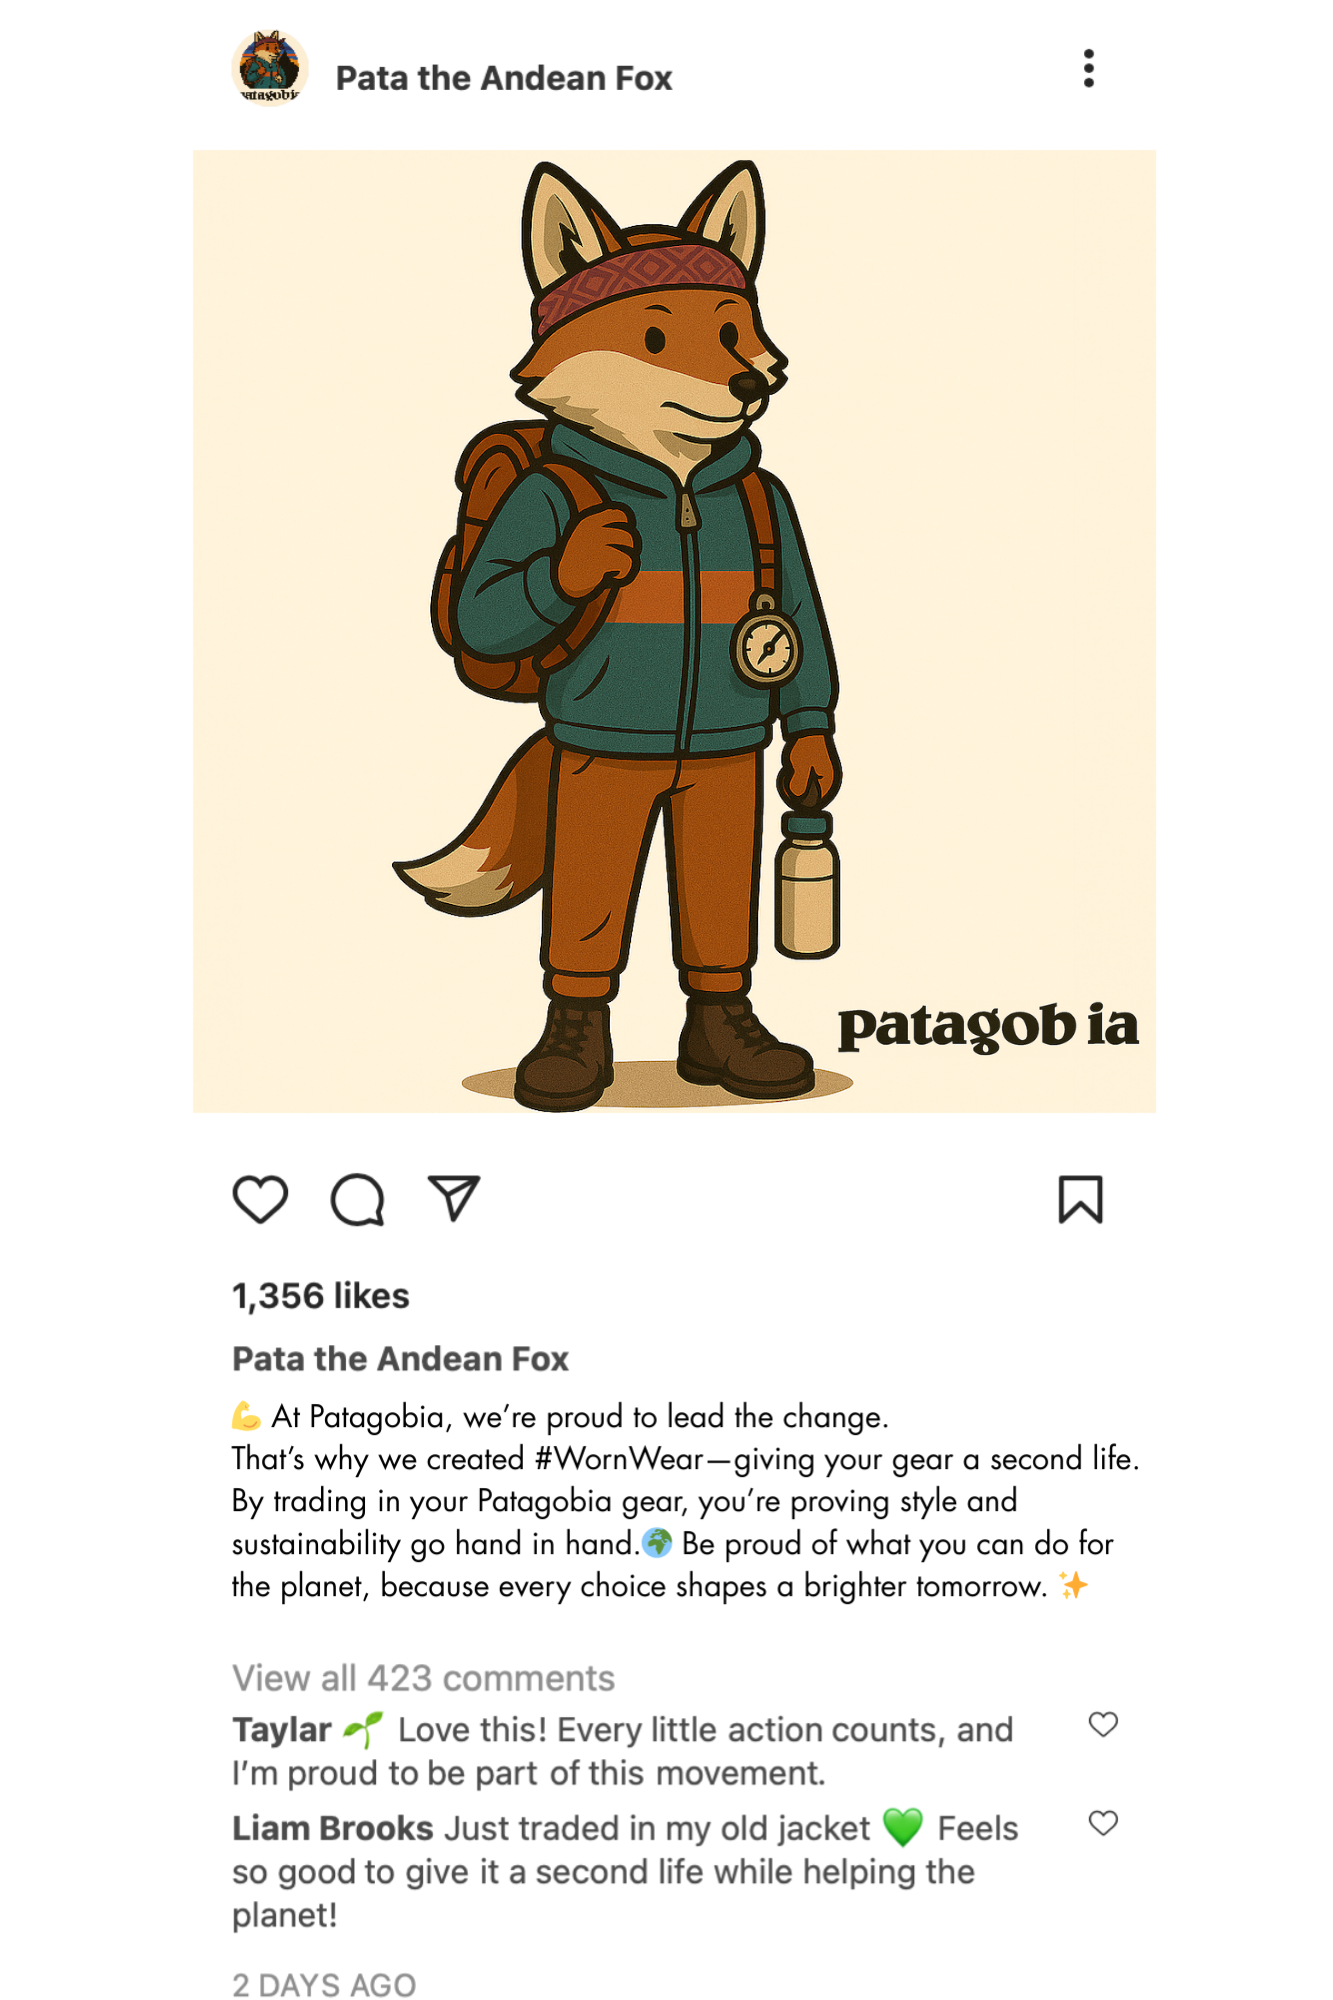 patagobia
Pata the Andean Fox
patagob ia
1,356 likes
Pata the Andean Fox
💪 At Patagobia, we’re proud to lead the change.
That’s why we created #WornWear—giving your gear a second life.
By trading in your Patagobia gear, you’re proving style and
sustainability go hand in hand.🌍 Be proud of what you can do for
the planet, because every choice shapes a brighter tomorrow. ✨
View all 423 comments
Taylar 🌱 Love this! Every little action counts, and
I’m proud to be part of this movement.
Liam Brooks Just traded in my old jacket 💚 Feels
so good to give it a second life while helping the
planet!
2 DAYS AGO